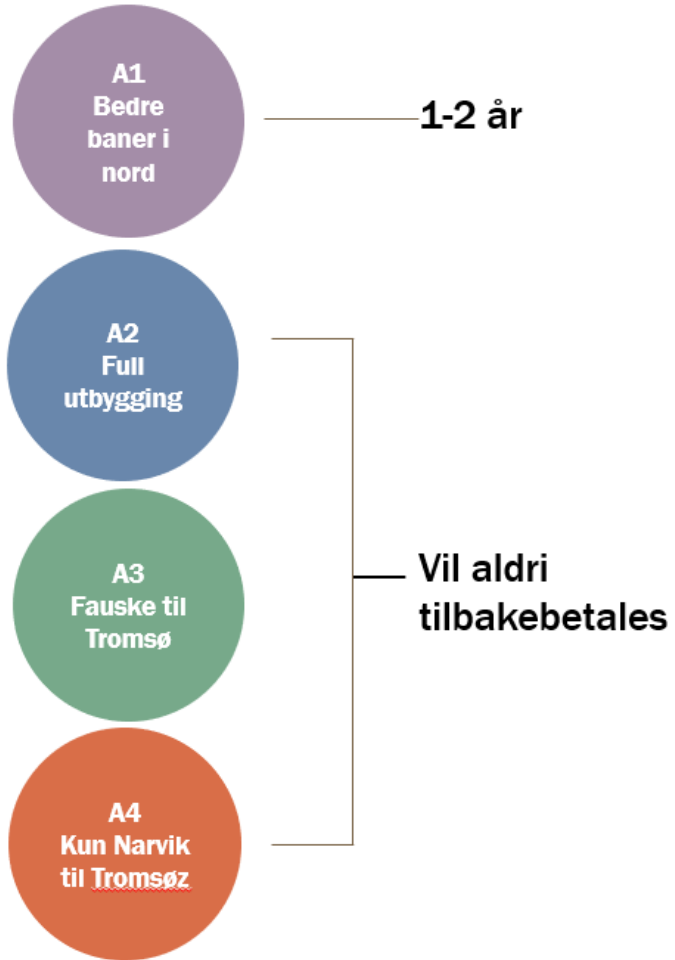 A1
Bedre
baner i
nord
1-2 år
A2
Full
utbygging
A3
Fauske til
Tromsø
Vil aldri
tilbakebetales
A4
Kun Narvik
til Tromsøz